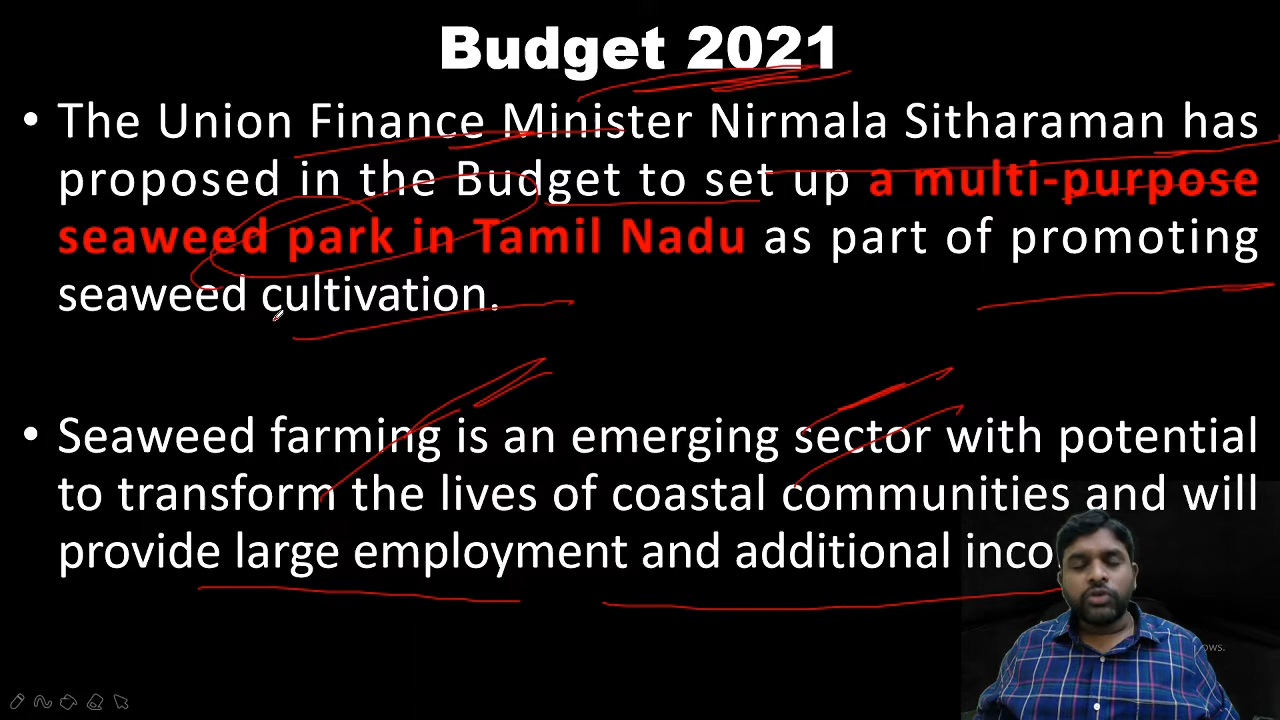 Budget 2021
• The Union Finance Minister Nirmala Sitharaman has
proposed in the Budget to set up a multi-purpose
seaweed park in Tamil Nadu as part of promoting
seaweed cultivation.
• Seaweed farming is an emerging sector with potential
to transform the lives of coastal communities and will
provide large employment and additional